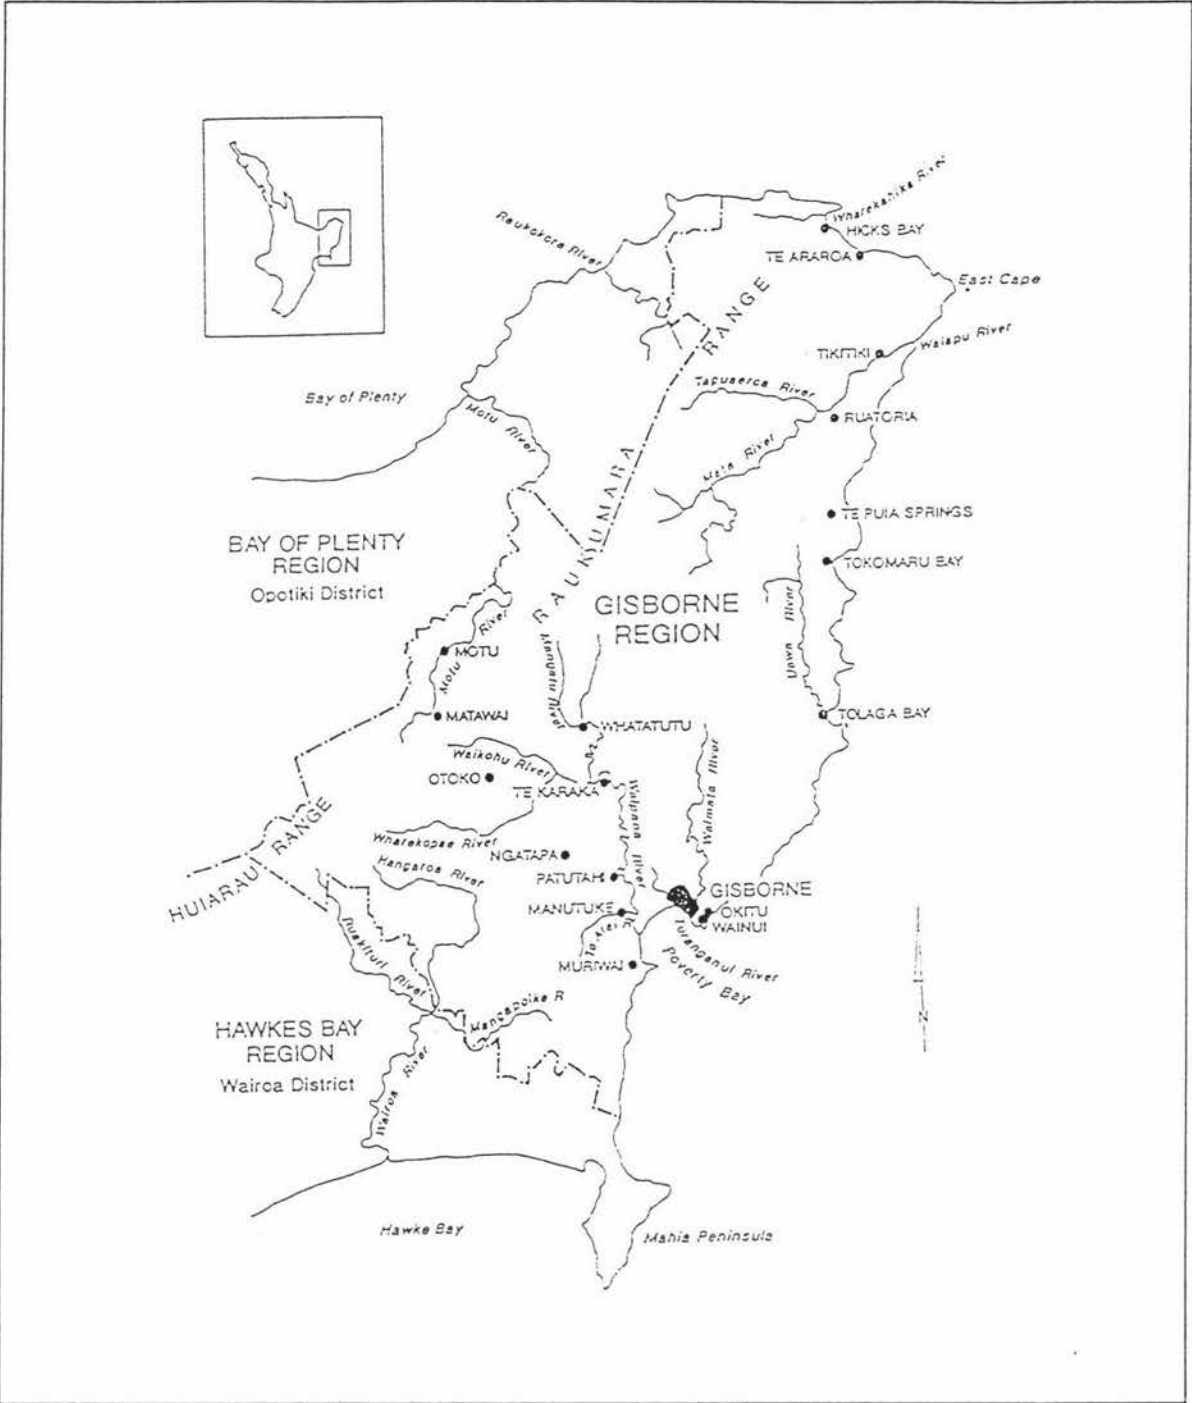 Wharekahika River
Raukokore River
HICKS BAY
TE ARAROA
East Cape
RAUKUMARA RANGE
Waiapu River
TIKITIKI
Tapuaeroa River
Bay of Plenty
Motu River
RUATORIA
Mata River
TE PUIA SPRINGS
BAY OF PLENTY
REGION
Opotiki District
TOKOMARU BAY
GISBORNE
REGION
Uawa River
Motu River
MOTU
Mangatu River
MATAWAI
WHATATUTU
TOLAGA BAY
Waikohu River
OTOKO
TE KARAKA
Waipaoa River
Waimata River
HUIARAU RANGE
Wharekopae River
NGATAPA
Hangaroa River
PATUTAHI
GISBORNE
MANUTUKE
OKITU
WAINUI
Te Arai R
Ruakituri River
Turanganui River
Poverty Bay
MURIWAI
Mangapoike R
N
HAWKES BAY
REGION
Wairoa District
Wairoa River
Hawke Bay
Mahia Peninsula